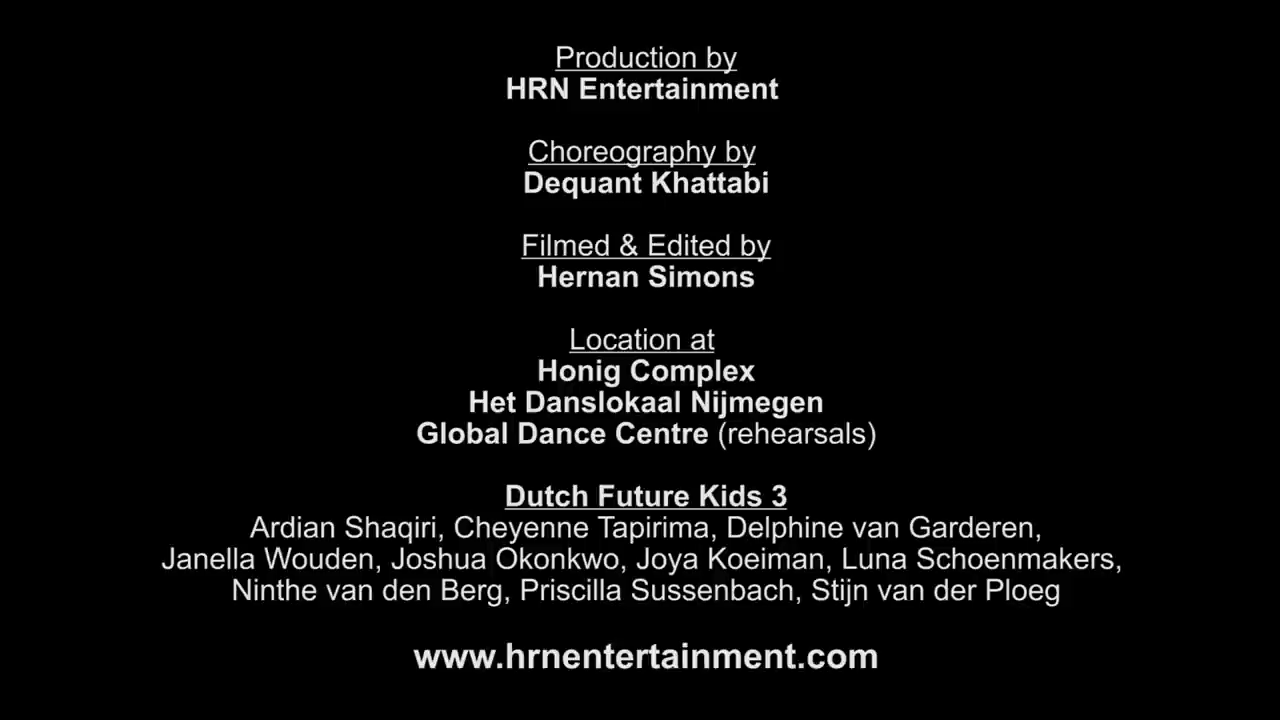 Production by
HRN Entertainment
Choreography by
Dequant Khattabi
Filmed & Edited by
Hernan Simons
Location at
Honig Complex
Het Danslokaal Nijmegen
Global Dance Centre (rehearsals)
Dutch Future Kids 3
Ardian Shaqiri, Cheyenne Tapirima, Delphine van Garderen,
Janella Wouden, Joshua Okonkwo, Joya Koeiman, Luna Schoenmakers,
Ninthe van den Berg, Priscilla Sussenbach, Stijn van der Ploeg
www.hrnentertainment.com